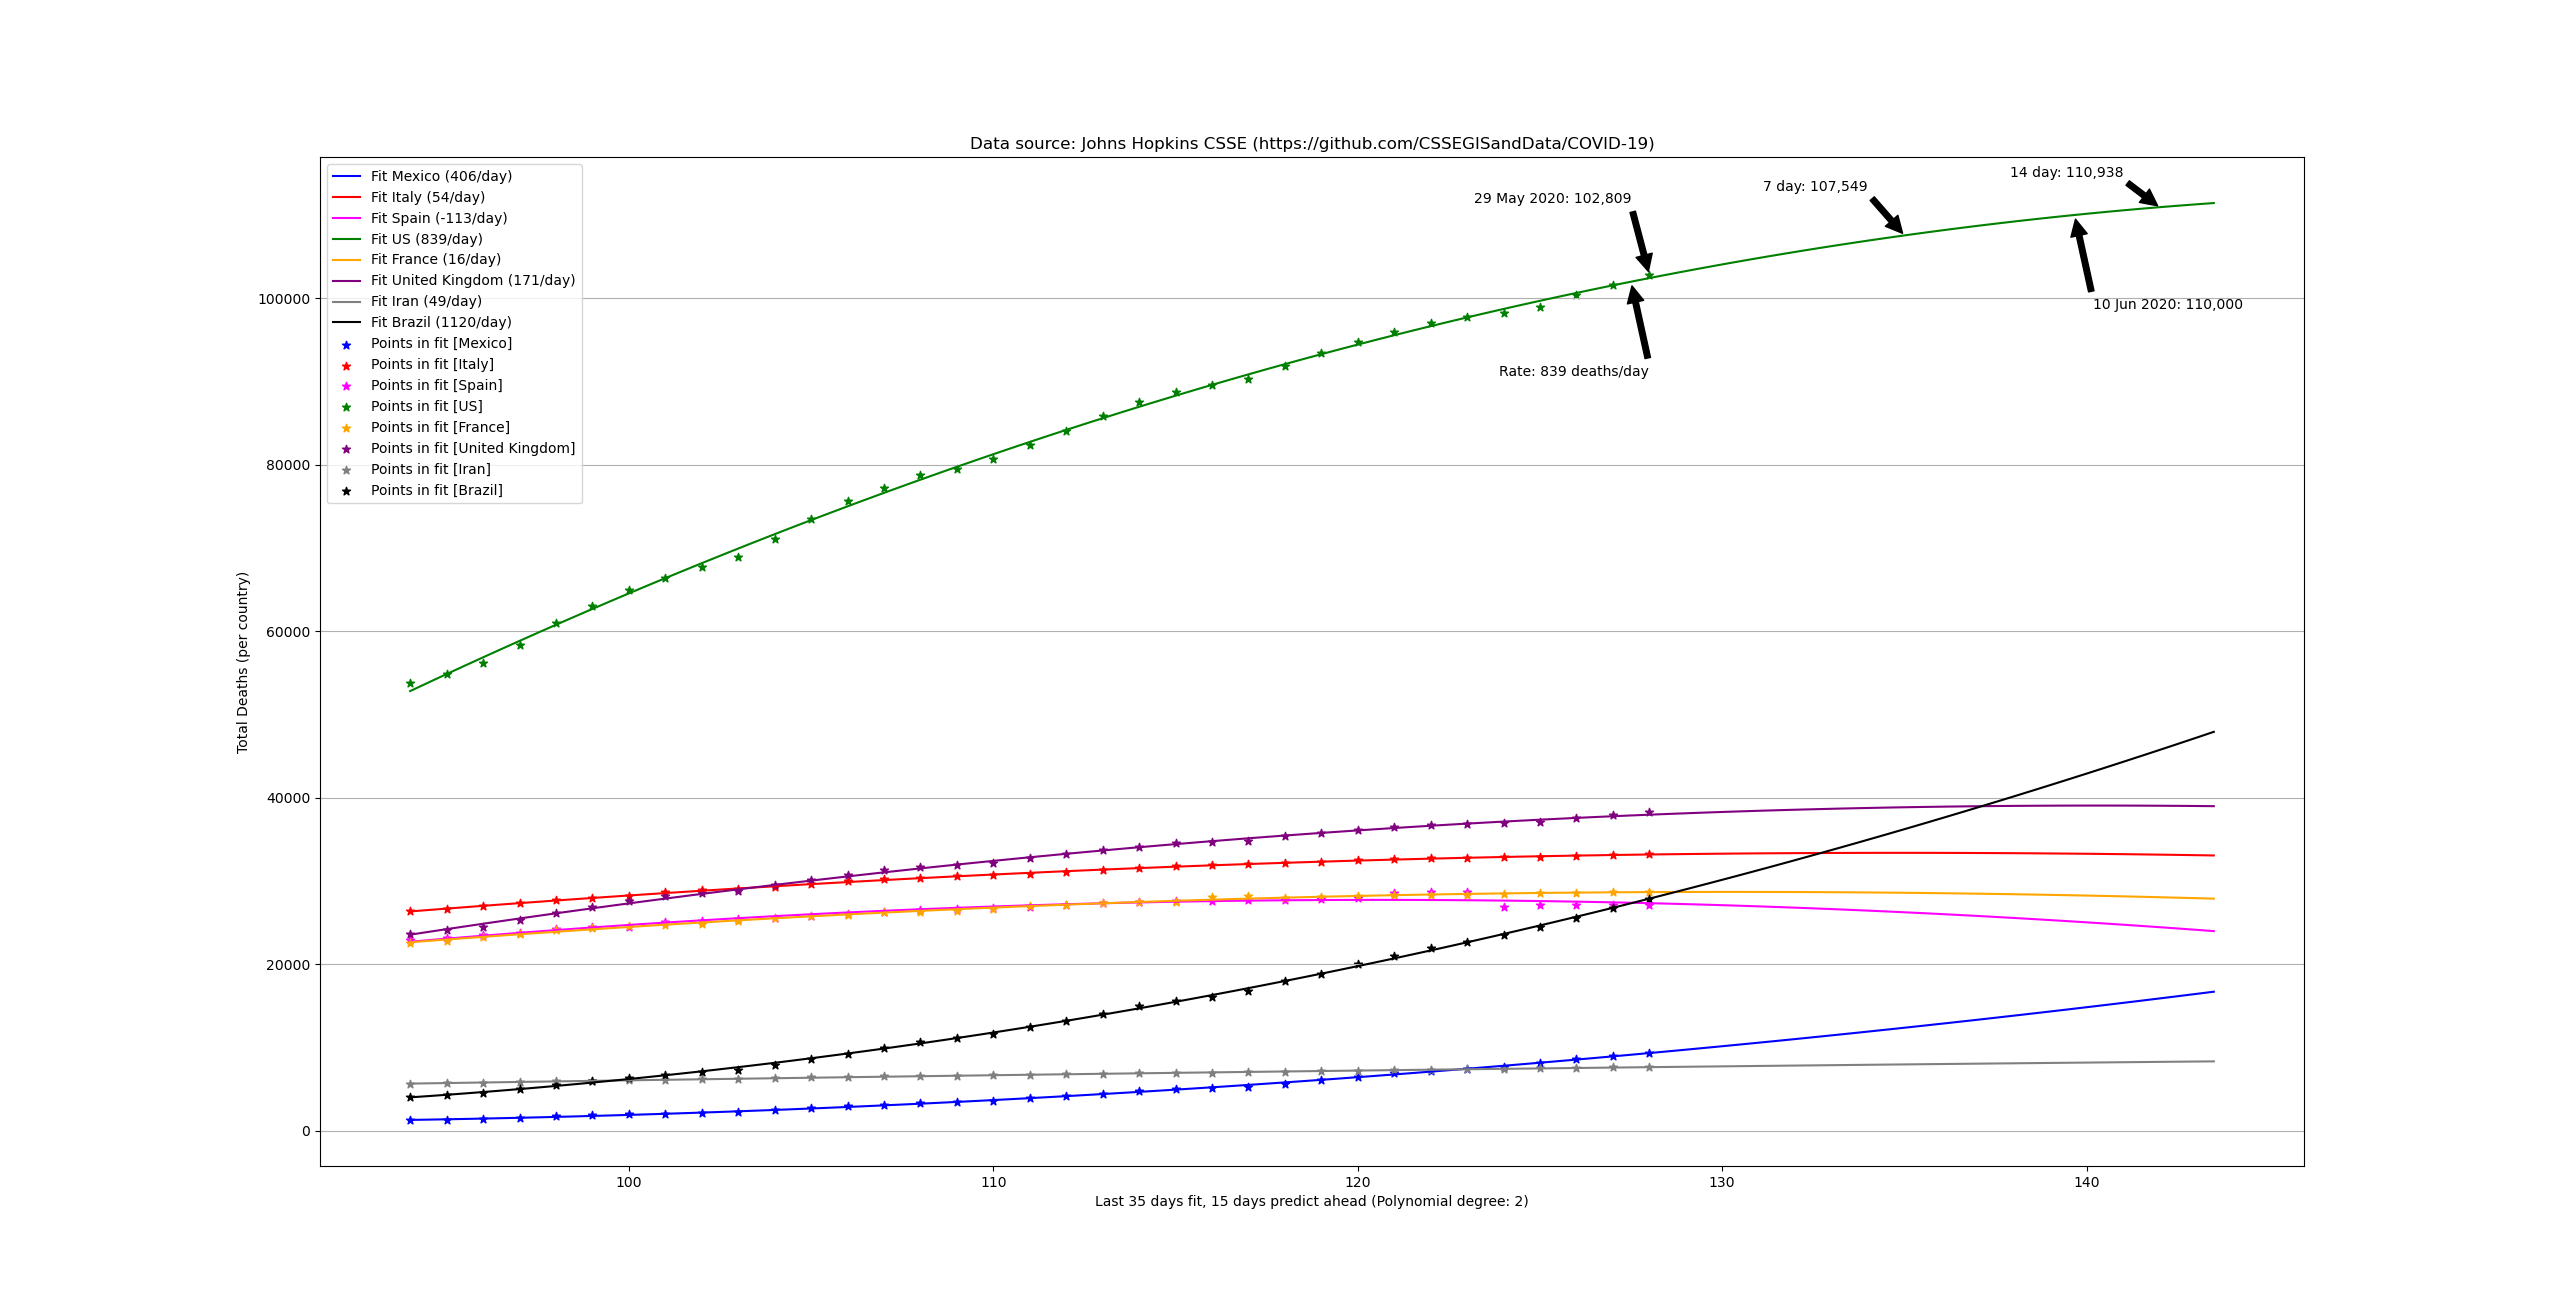 Data source: Johns Hopkins CSSE (https://github.com/CSSEGISandData/COVID-19)
Fit Mexico (406/day)
Fit Italy (54/day)
Fit Spain (-113/day)
Fit US (839/day)
Fit France (16/day)
Fit United Kingdom (171/day)
Fit Iran (49/day)
Fit Brazil (1120/day)
Points in fit [Mexico]
Points in fit [Italy]
Points in fit [Spain]
Points in fit [US]
Points in fit [France]
Points in fit [United Kingdom]
Points in fit [Iran]
Points in fit [Brazil]
29 May 2020: 102,809
7 day: 107,549
14 day: 110,938
10 Jun 2020: 110,000
Rate: 839 deaths/day
Total Deaths (per country)
100000
80000
60000
40000
20000
0
100
110
120
130
140
Last 35 days fit, 15 days predict ahead (Polynomial degree: 2)